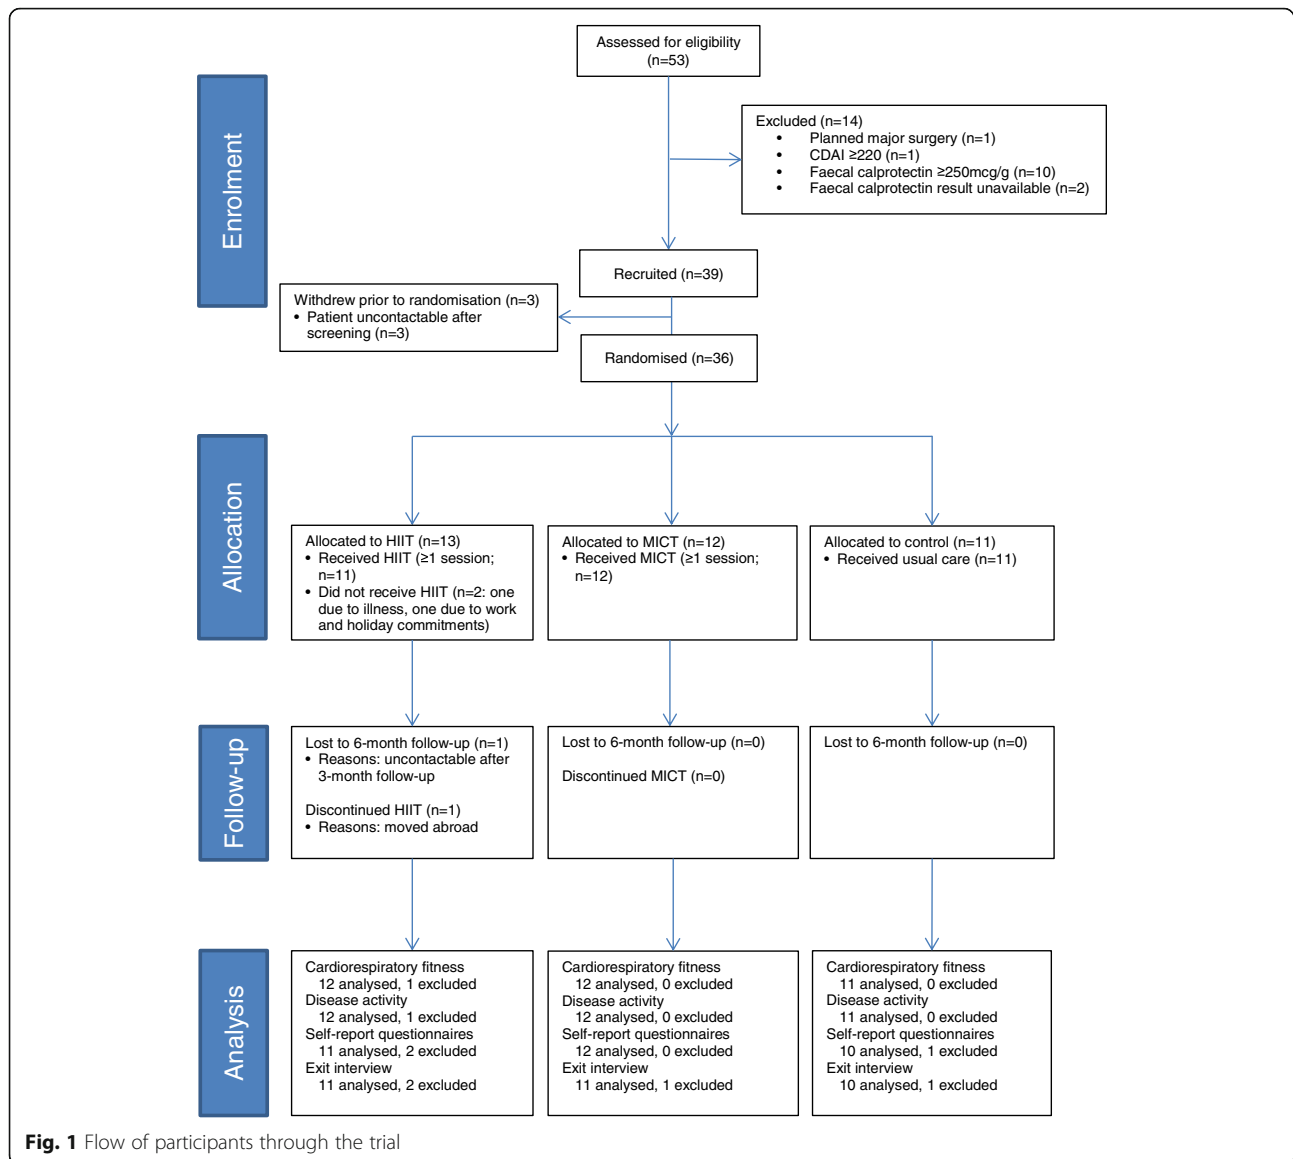 Assessed for eligibility
(n=53)
Enrolment
Excluded (n=14)
• Planned major surgery (n=1)
• CDAI ≥220 (n=1)
• Faecal calprotectin ≥250mcg/g (n=10)
• Faecal calprotectin result unavailable (n=2)
Recruited (n=39)
Withdrew prior to randomisation (n=3)
• Patient uncontactable after
screening (n=3)
Randomised (n=36)
Allocation
Allocated to HIIT (n=13)
• Received HIIT (≥1 session;
n=11)
• Did not receive HIIT (n=2: one
due to illness, one due to work
and holiday commitments)
Allocated to MICT (n=12)
• Received MICT (≥1 session;
n=12)
Allocated to control (n=11)
• Received usual care (n=11)
Follow-up
Lost to 6-month follow-up (n=1)
• Reasons: uncontactable after
3-month follow-up
Discontinued HIIT (n=1)
• Reasons: moved abroad
Lost to 6-month follow-up (n=0)
Discontinued MICT (n=0)
Lost to 6-month follow-up (n=0)
Analysis
Cardiorespiratory fitness
12 analysed, 1 excluded
Disease activity
12 analysed, 1 excluded
Self-report questionnaires
11 analysed, 2 excluded
Exit interview
11 analysed, 2 excluded
Cardiorespiratory fitness
12 analysed, 0 excluded
Disease activity
12 analysed, 0 excluded
Self-report questionnaires
12 analysed, 0 excluded
Exit interview
11 analysed, 1 excluded
Cardiorespiratory fitness
11 analysed, 0 excluded
Disease activity
11 analysed, 0 excluded
Self-report questionnaires
10 analysed, 1 excluded
Exit interview
10 analysed, 1 excluded
Fig. 1 Flow of participants through the trial